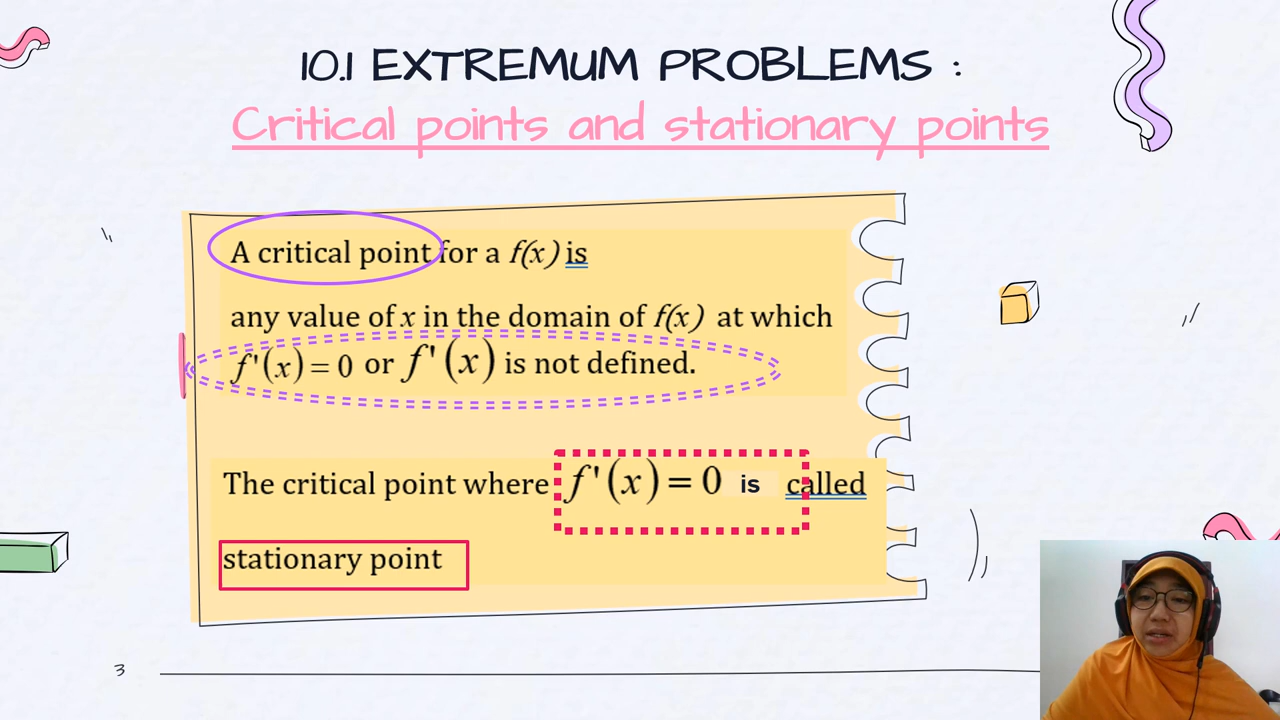 10.1 EXTREMUM PROBLEMS :
Critical points and stationary points
A critical point for a f(x) is
any value of x in the domain of f(x) at which
f'(x) = 0 or f'(x) is not defined.
The critical point where f'(x) = 0 is called
stationary point
3